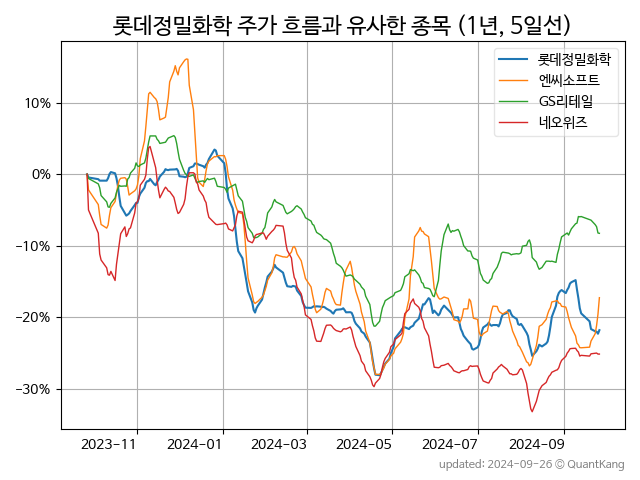 롯데정밀화학 주가 흐름과 유사한 종목 (1년, 5일선)
롯데정밀화학
엔씨소프트
GS리테일
네오위즈
10%
0%
−10%
−20%
−30%
2023-11
2024-01
2024-03
2024-05
2024-07
2024-09
updated: 2024-09-26 © QuantKang